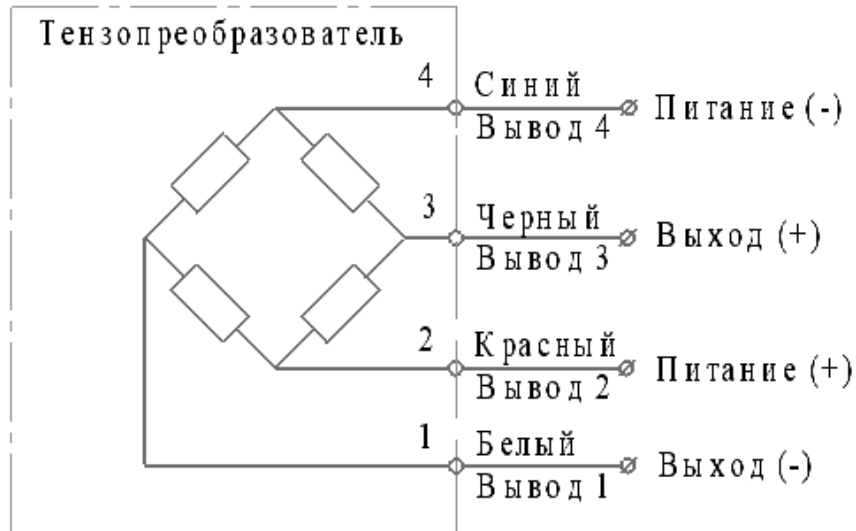 Тензопреобразователь
4 Синий
Вывод 4
Питание (-)
3 Черный
Вывод 3
Выход (+)
2 Красный
Вывод 2
Питание (+)
1 Белый
Вывод 1
Выход (-)